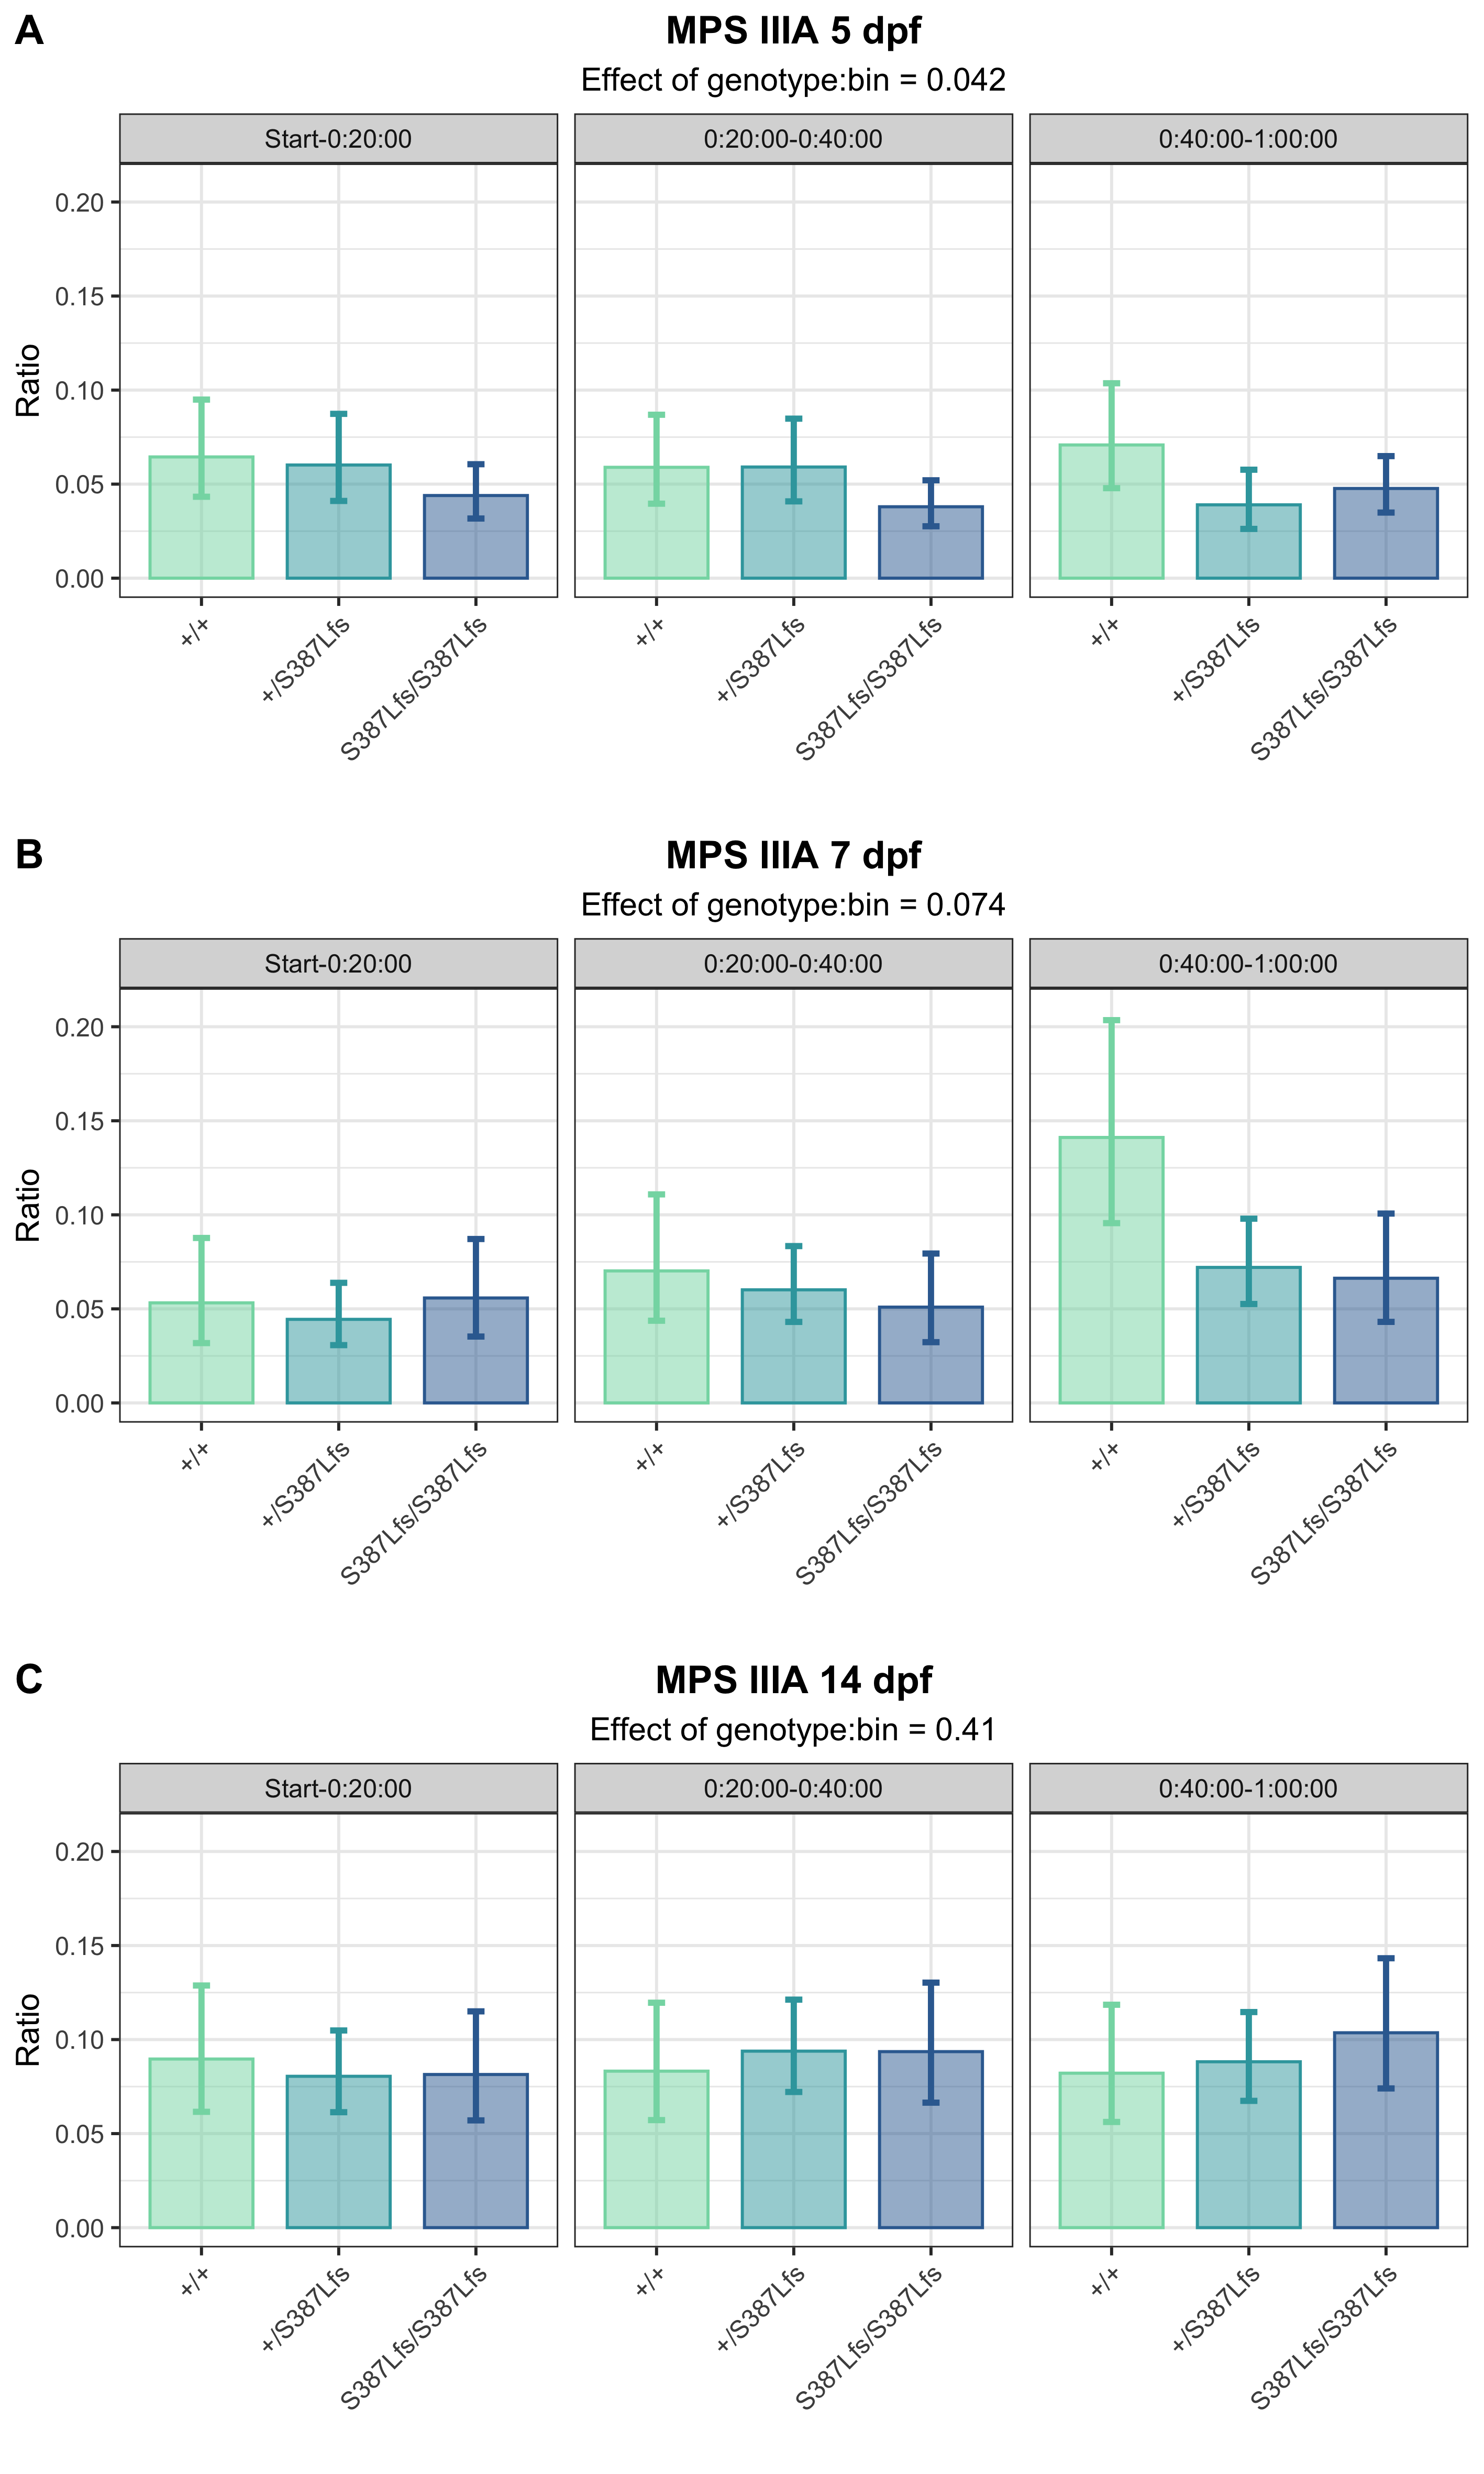 A
MPS IIIA 5 dpf
Effect of genotype:bin = 0.042
Start-0:20:00 0:20:00-0:40:00 0:40:00-1:00:00
Ratio
0.20
0.15
0.10
0.05
0.00
+/+ +/S387Lfs S387Lfs/S387Lfs +/+ +/S387Lfs S387Lfs/S387Lfs +/+ +/S387Lfs S387Lfs/S387Lfs
B
MPS IIIA 7 dpf
Effect of genotype:bin = 0.074
Start-0:20:00 0:20:00-0:40:00 0:40:00-1:00:00
Ratio
0.20
0.15
0.10
0.05
0.00
+/+ +/S387Lfs S387Lfs/S387Lfs +/+ +/S387Lfs S387Lfs/S387Lfs +/+ +/S387Lfs S387Lfs/S387Lfs
C
MPS IIIA 14 dpf
Effect of genotype:bin = 0.41
Start-0:20:00 0:20:00-0:40:00 0:40:00-1:00:00
Ratio
0.20
0.15
0.10
0.05
0.00
+/+ +/S387Lfs S387Lfs/S387Lfs +/+ +/S387Lfs S387Lfs/S387Lfs +/+ +/S387Lfs S387Lfs/S387Lfs